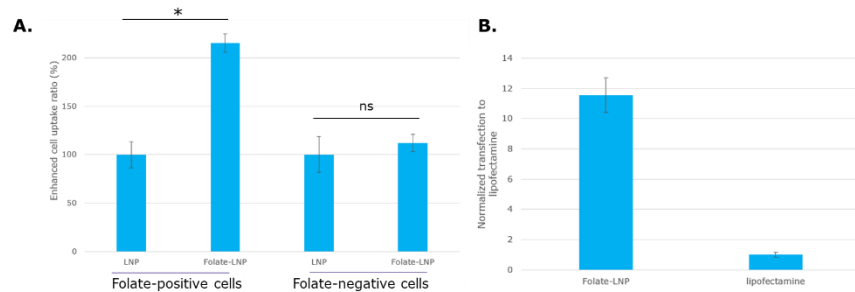 A.
*
Enhanced cell uptake ratio (%)
200
150
100
50
0
ns
LNP
Folate-LNP
LNP
Folate-LNP
Folate-positive cells
Folate-negative cells
B.
Normalized transfection to
lipofectamine
14
12
10
8
6
4
2
0
Folate-LNP
lipofectamine